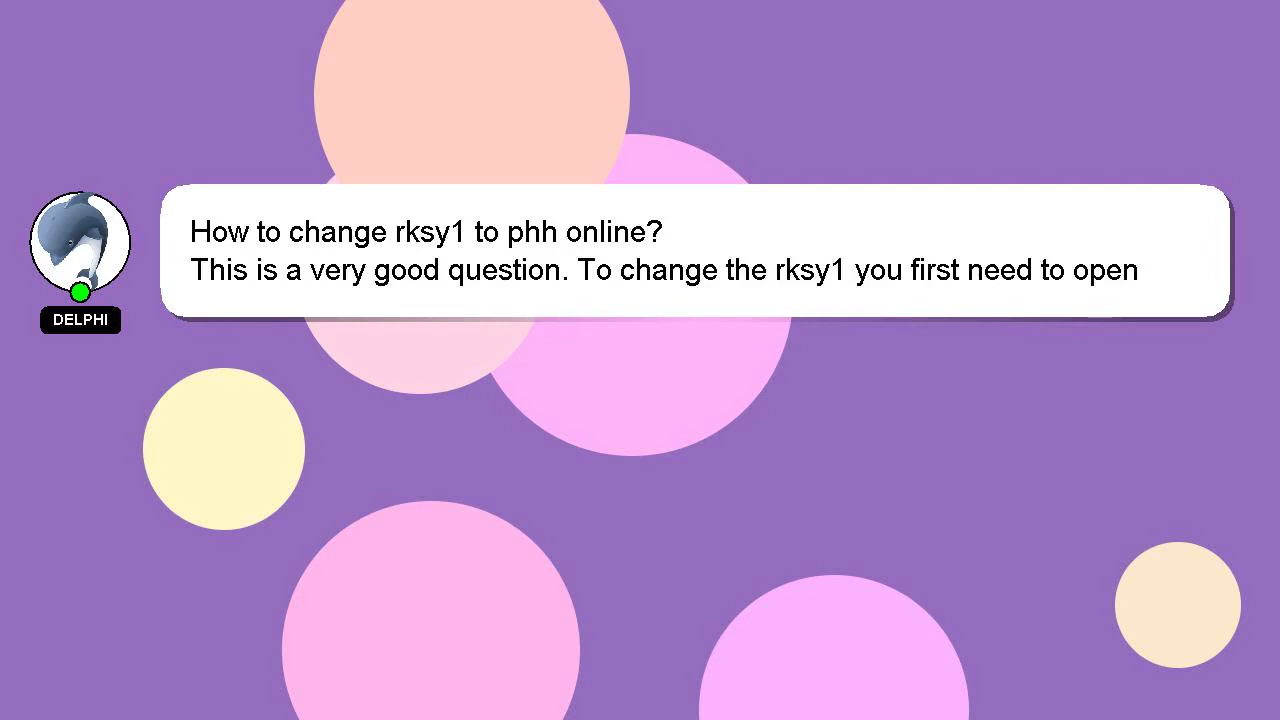 How to change rksy1 to phh online?
This is a very good question. To change the rksy1 you first need to open
DELPHI